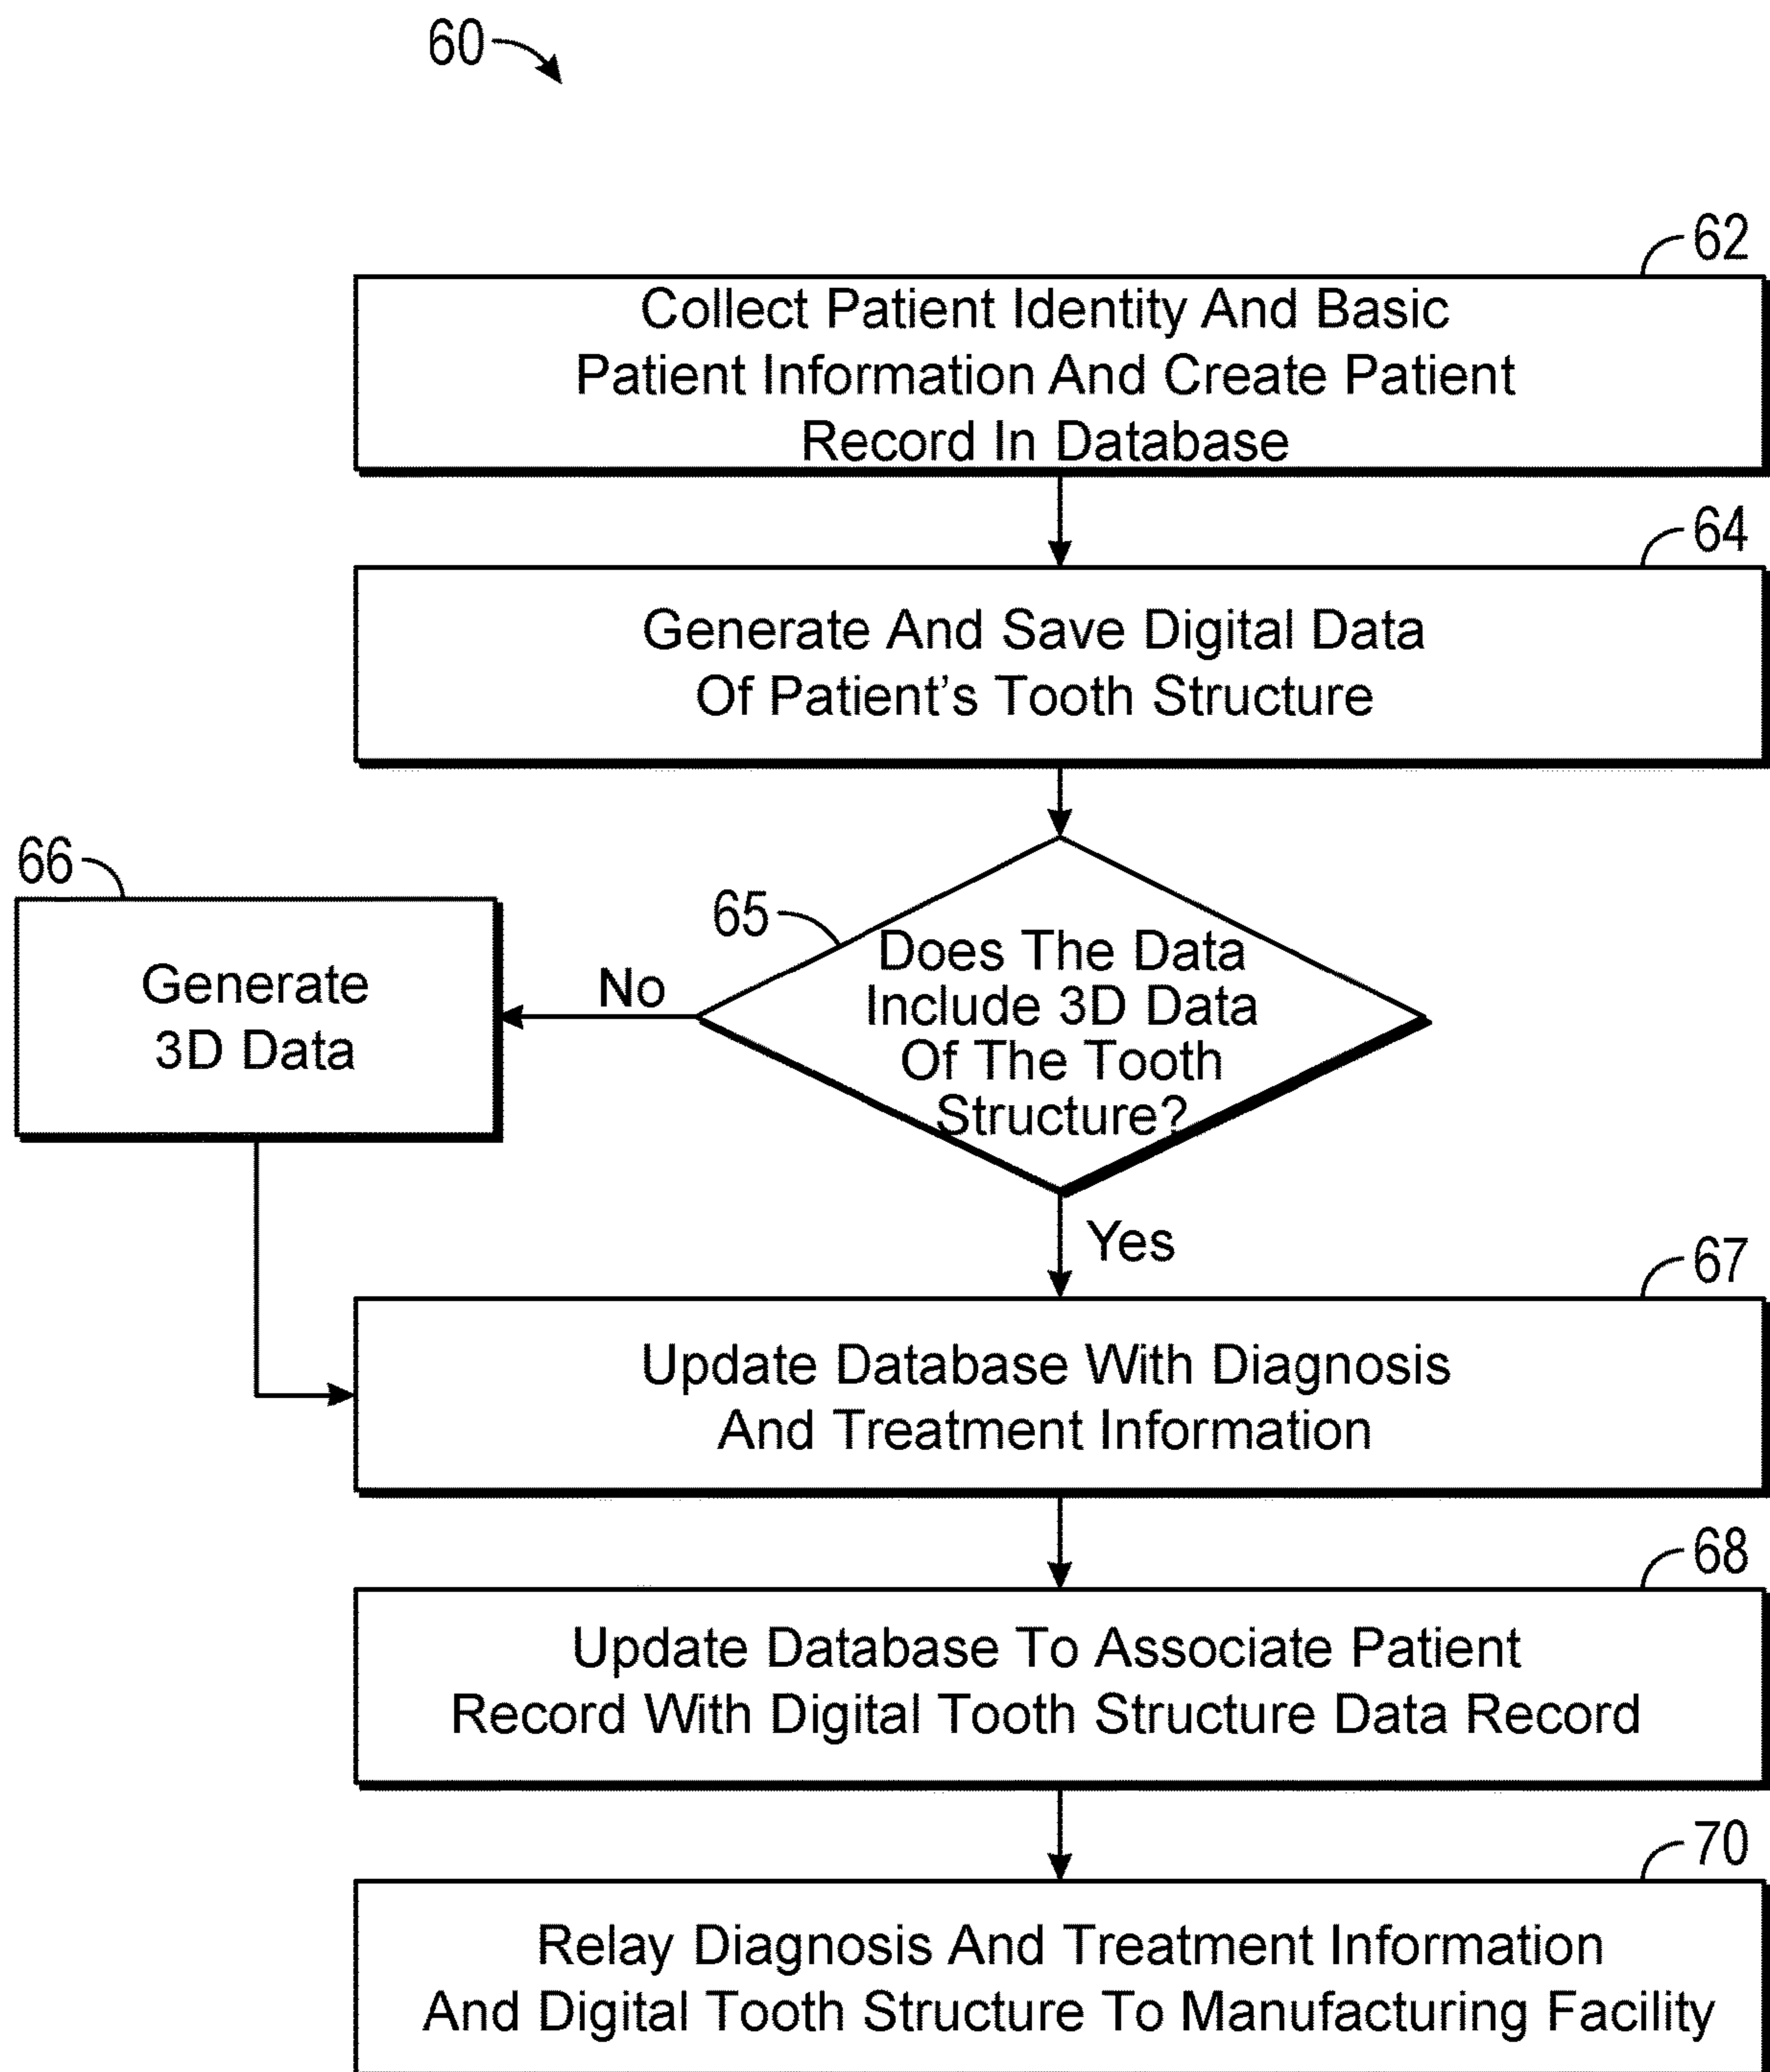 60
62
Collect Patient Identity And Basic
Patient Information And Create Patient
Record In Database
64
Generate And Save Digital Data
Of Patient's Tooth Structure
66
Generate
3D Data
No
65
Does The Data
Include 3D Data
Of The Tooth
Structure?
Yes
67
Update Database With Diagnosis
And Treatment Information
68
Update Database To Associate Patient
Record With Digital Tooth Structure Data Record
70
Relay Diagnosis And Treatment Information
And Digital Tooth Structure To Manufacturing Facility